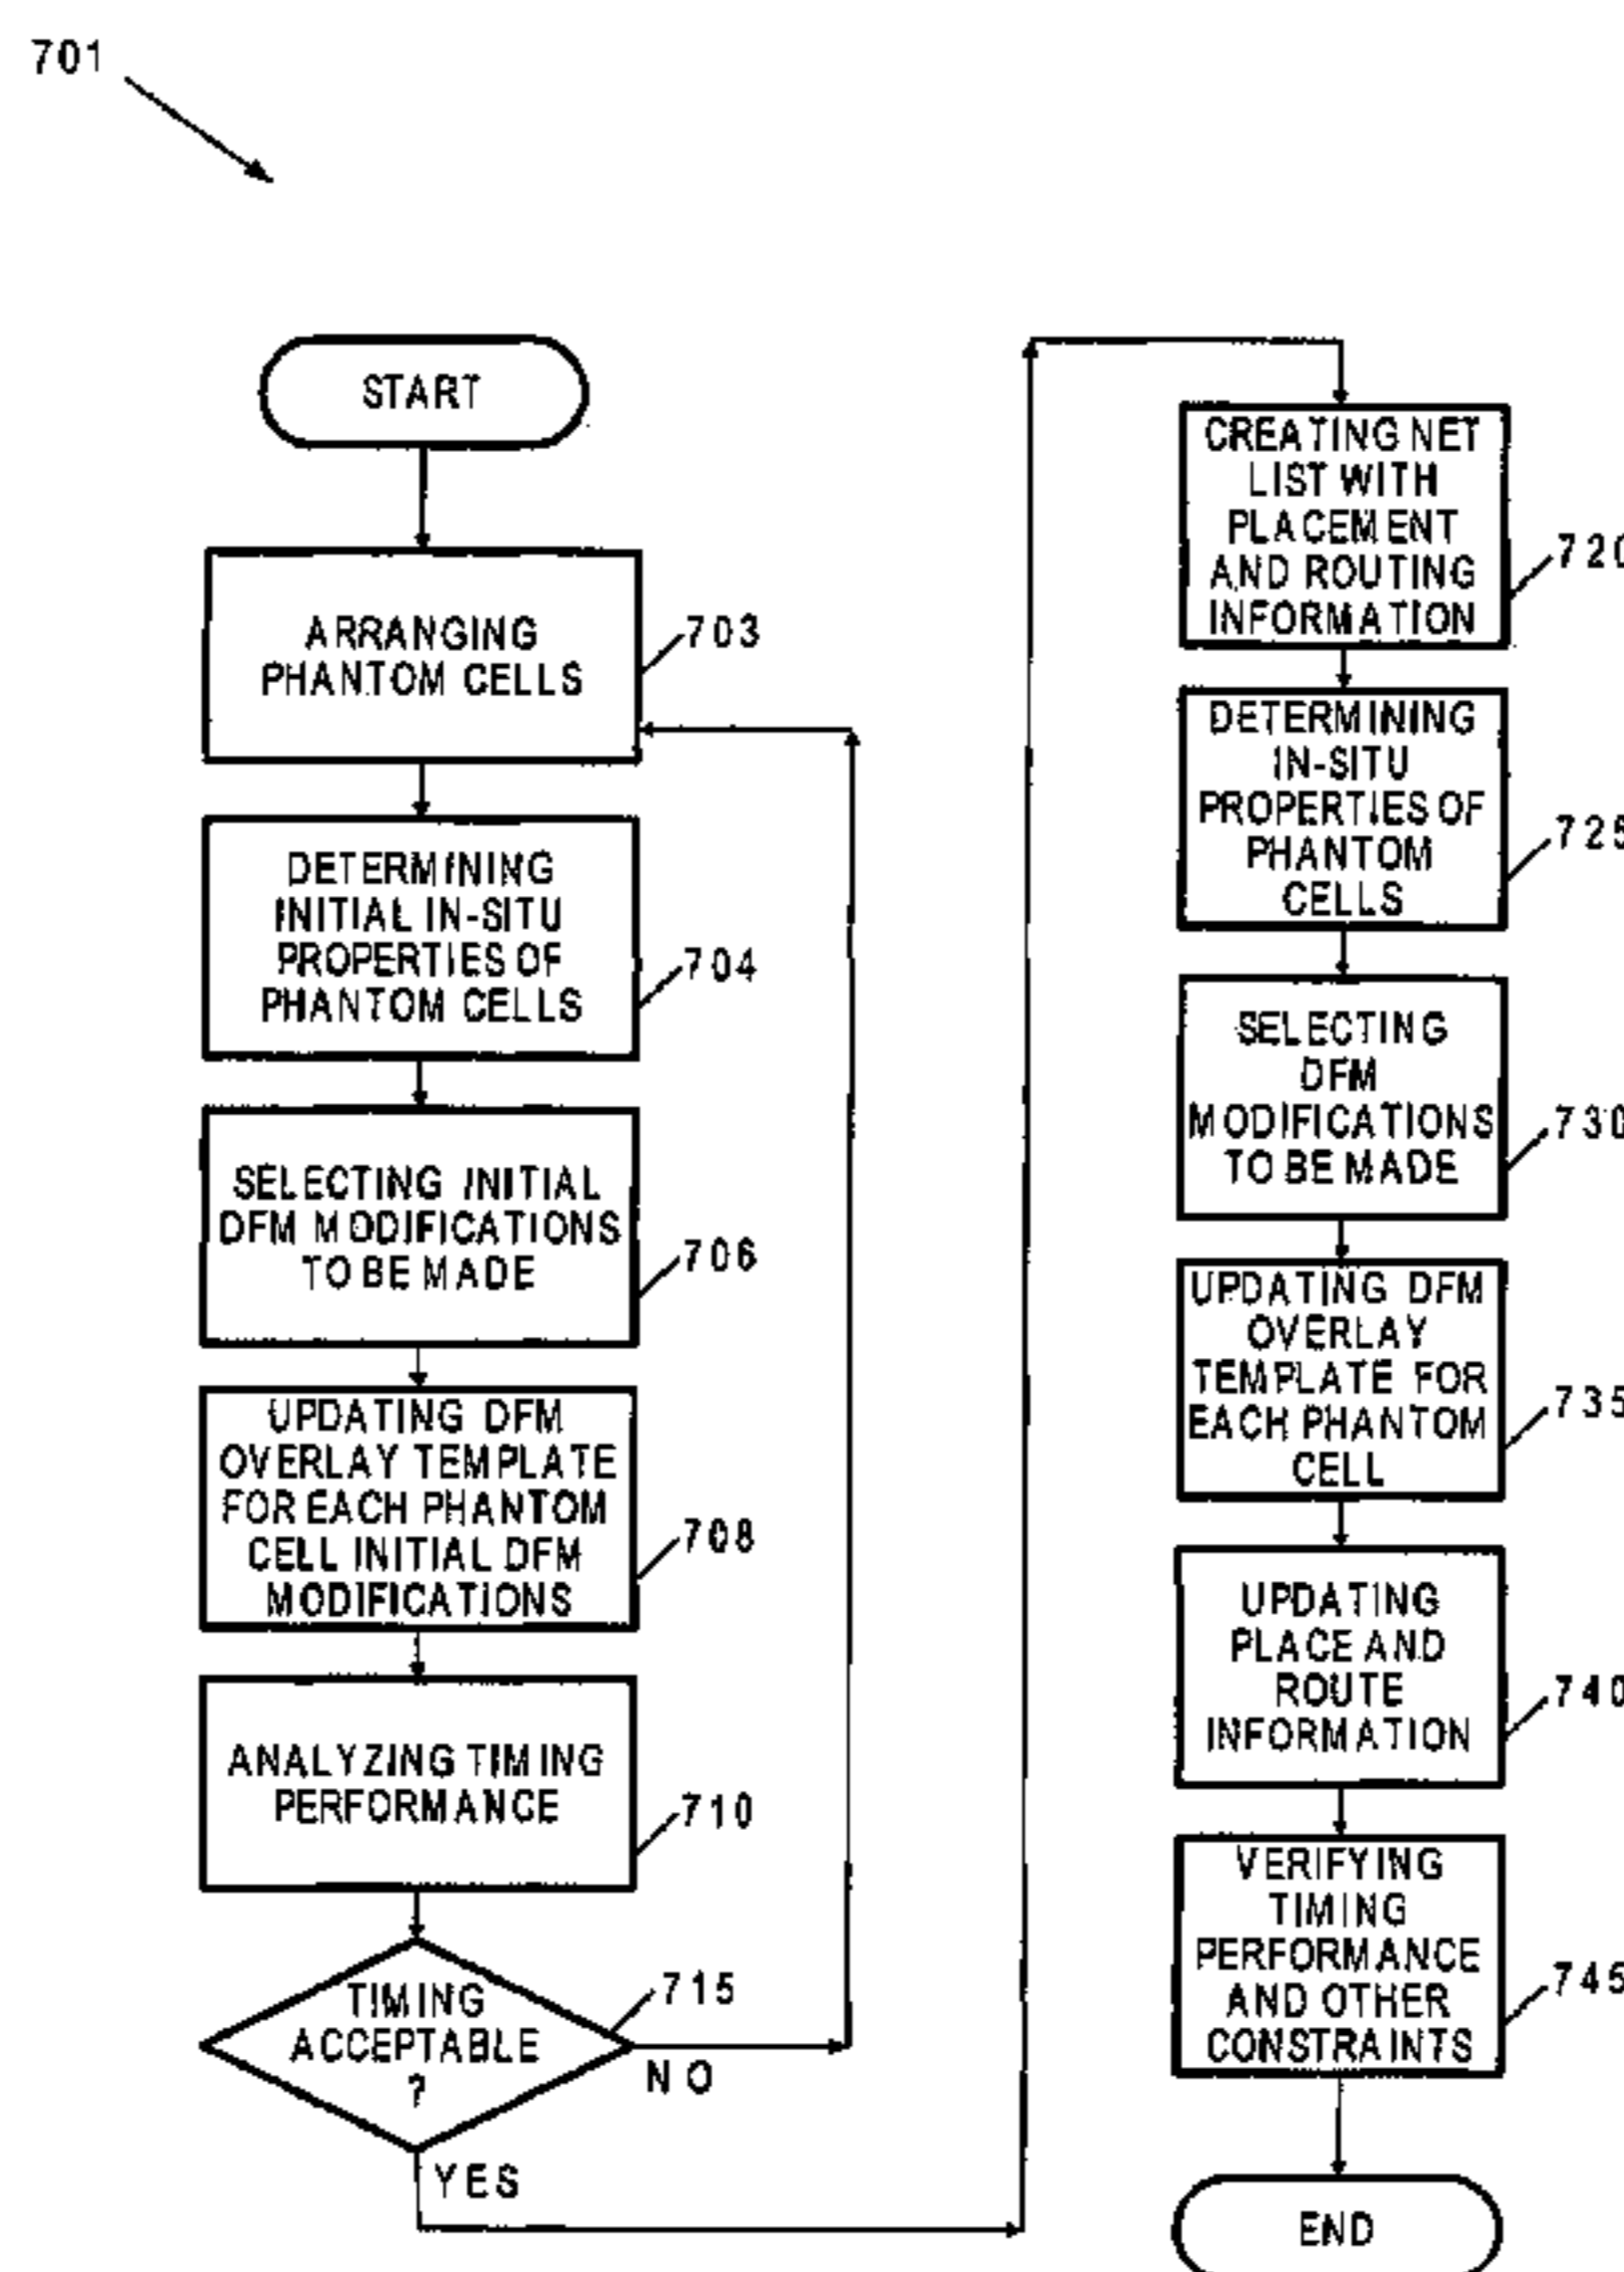 701
START
ARRANGING
PHANTOM CELLS
703
DETERMINING
INITIAL IN-SITU
PROPERTIES OF
PHANTOM CELLS
704
SELECTING INITIAL
DFM MODIFICATIONS
TO BE MADE
706
UPDATING DFM
OVERLAY TEMPLATE
FOR EACH PHANTOM
CELL INITIAL DFM
MODIFICATIONS
708
ANALYZING TIMING
PERFORMANCE
710
TIMING
ACCEPTABLE
?
715
NO
YES
CREATING NET
LIST WITH
PLACEMENT
AND ROUTING
INFORMATION
720
DETERMINING
IN-SITU
PROPERTIES OF
PHANTOM
CELLS
725
SELECTING
DFM
MODIFICATIONS
TO BE MADE
730
UPDATING DFM
OVERLAY
TEMPLATE FOR
EACH PHANTOM
CELL
735
UPDATING
PLACE AND
ROUTE
INFORMATION
740
VERIFYING
TIMING
PERFORMANCE
AND OTHER
CONSTRAINTS
745
END